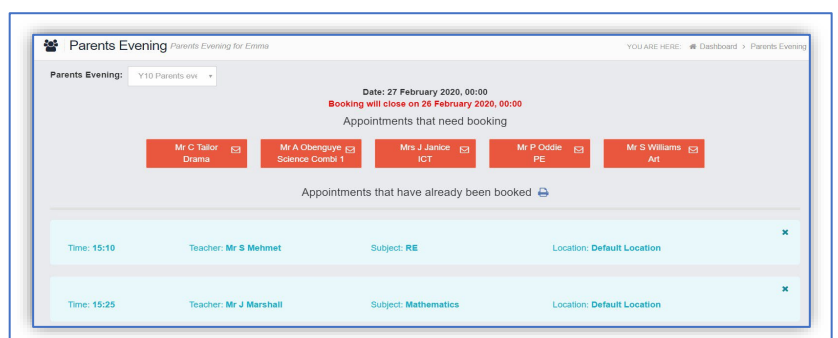 Parents Evening Parents Evening for Emma YOU ARE HERE: Dashboard > Parents Evening
Parents Evening: Y10 Parents eve
Date: 27 February 2020, 00:00
Booking will close on 26 February 2020, 00:00
Appointments that need booking
Mr C Tailor Mr A Obenguye Mrs J Janice Mr P Oddie Mr S Williams
Drama Science Combi 1 ICT PE Art
Appointments that have already been booked
Time: 15:10 Teacher: Mr S Mehmet Subject: RE Location: Default Location
Time: 15:25 Teacher: Mr J Marshall Subject: Mathematics Location: Default Location